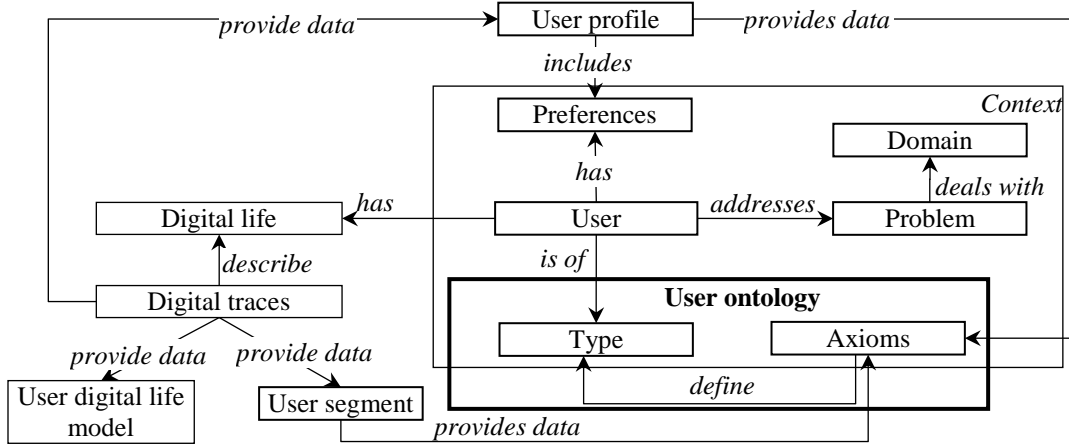 provide data
User profile
provides data
includes
Context
Preferences
Domain
has
deals with
has
Digital life
User
addresses
Problem
describe
is of
Digital traces
User ontology
Type
Axioms
provide data
provide data
define
User digital life
model
User segment
provides data